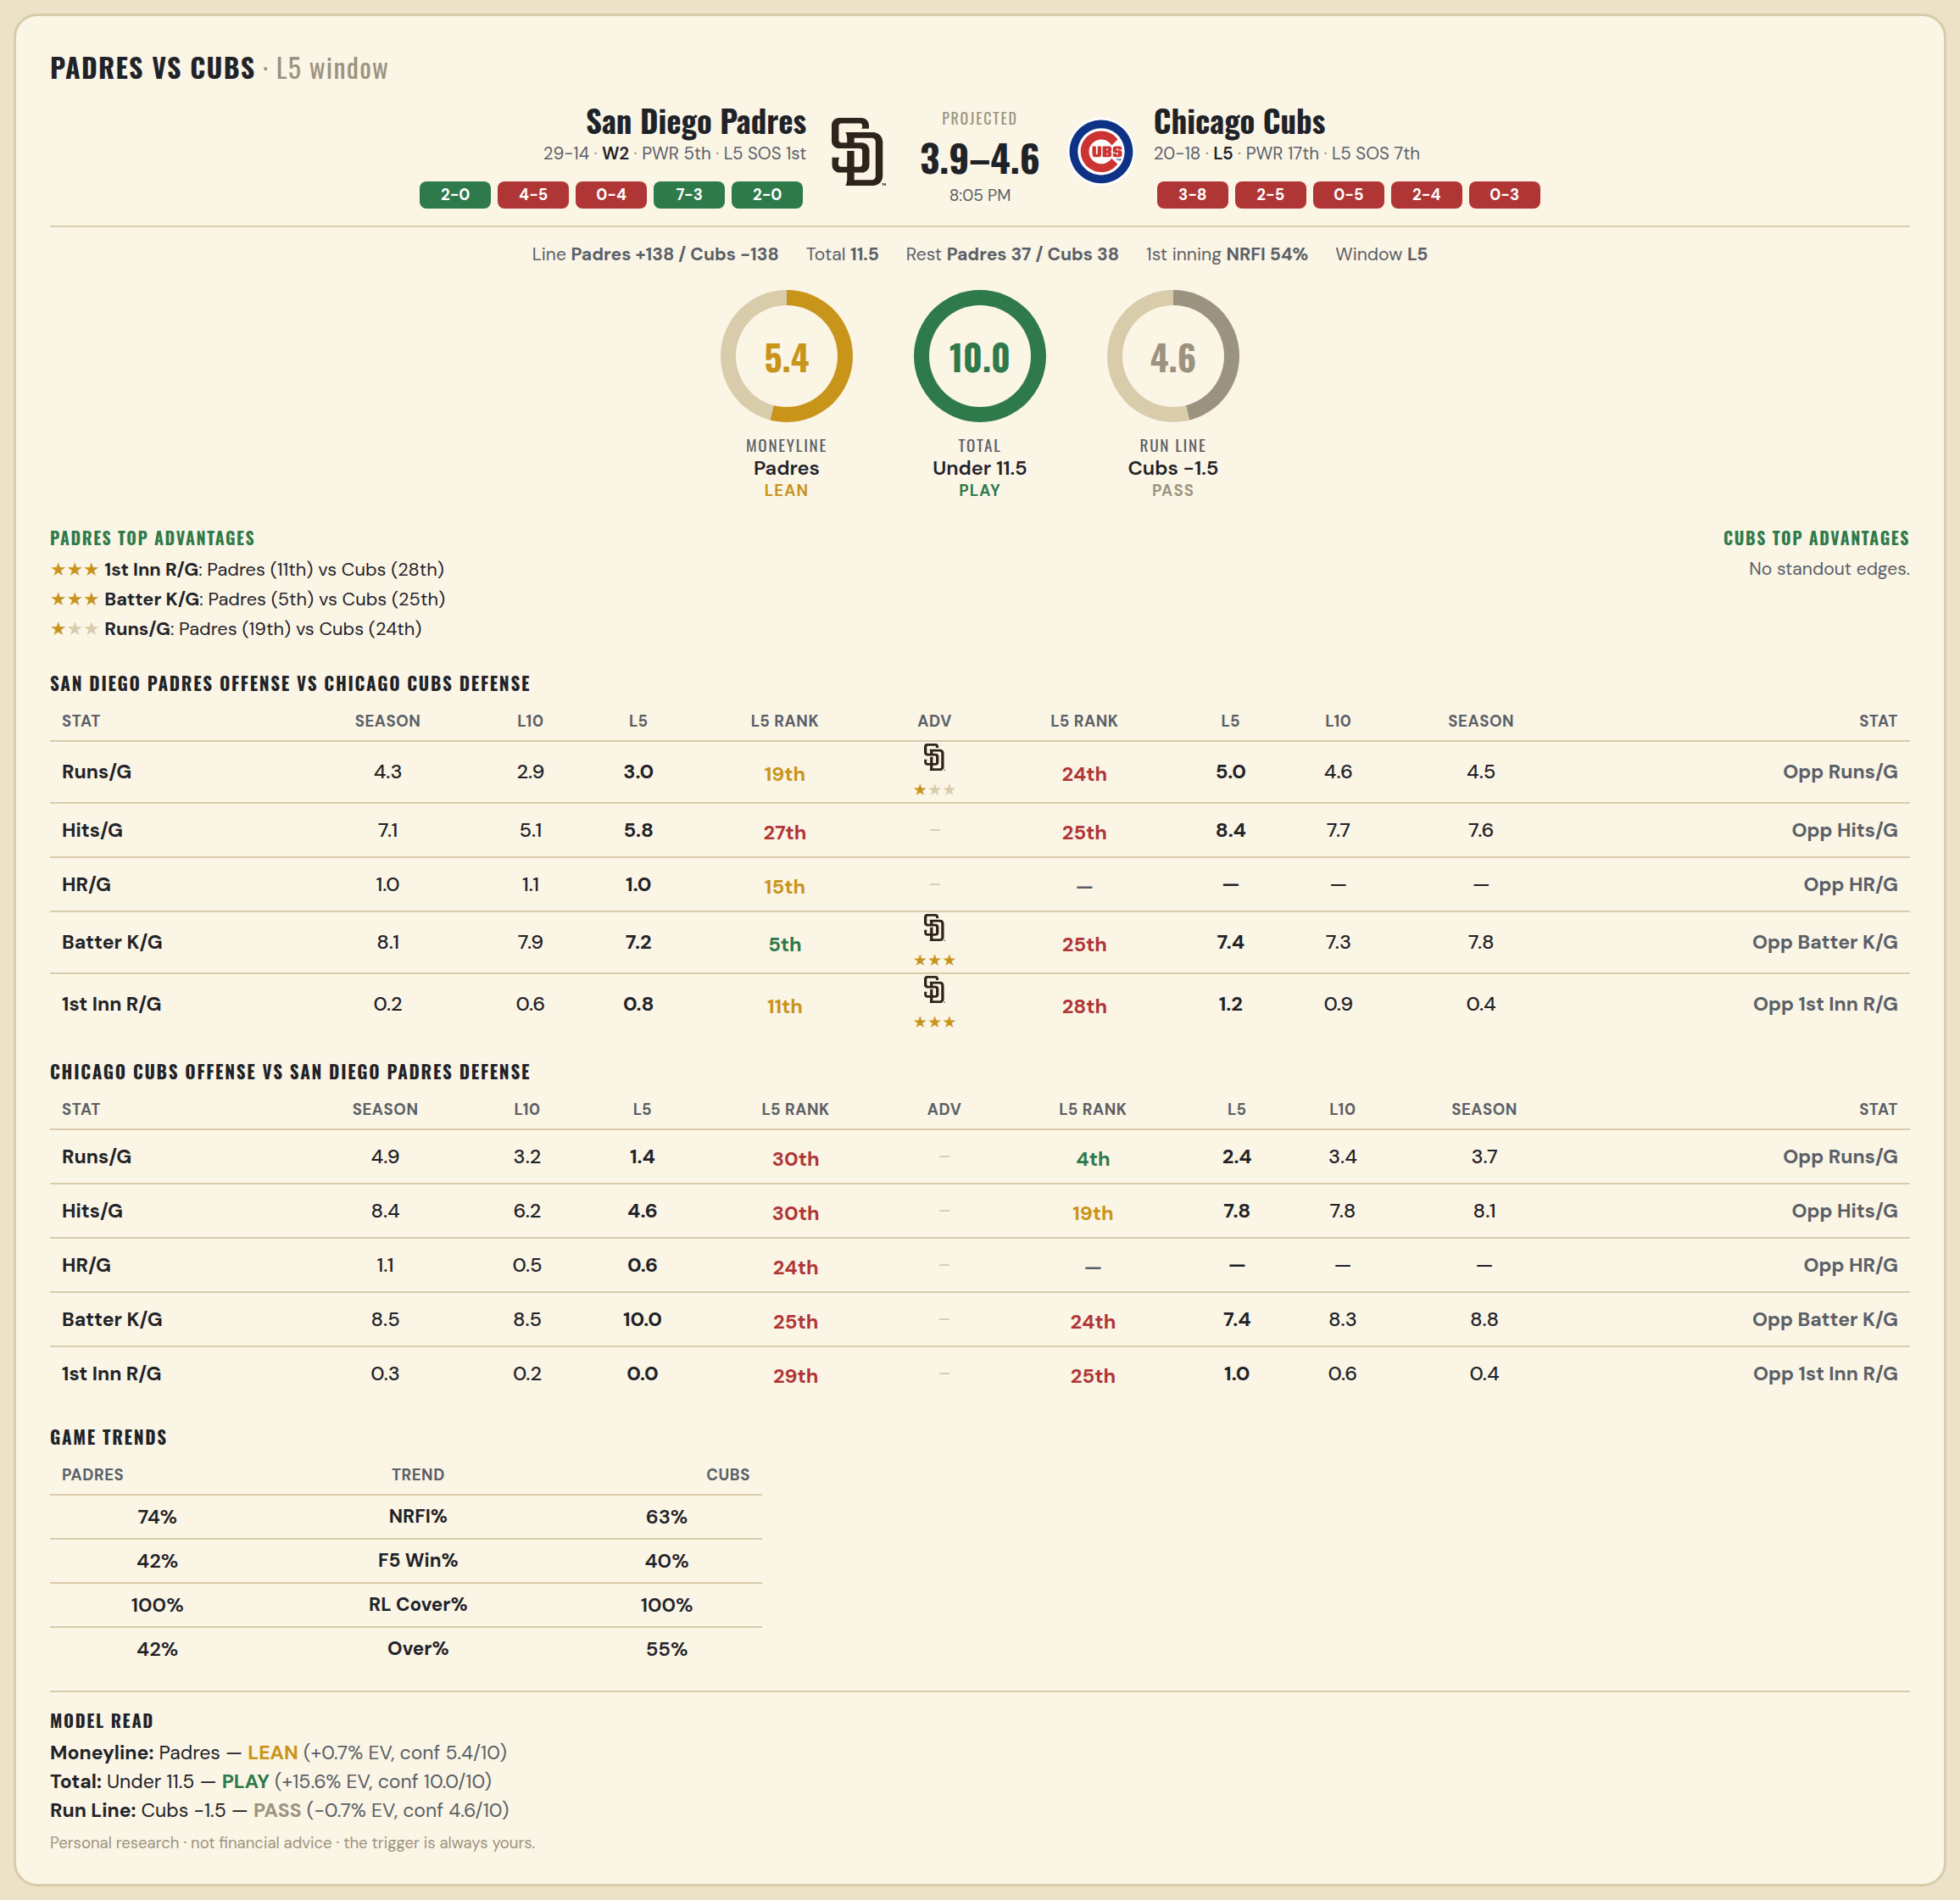 PADRES VS CUBS · L5 window
San Diego Padres
29-14 · W2 · PWR 5th · L5 SOS 1st
2-0 4-5 0-4 7-3 2-0
SD
PROJECTED
3.9–4.6
8:05 PM
CUBS
Chicago Cubs
20-18 · L5 · PWR 17th · L5 SOS 7th
3-8 2-5 0-5 2-4 0-3
Line Padres +138 / Cubs -138 Total 11.5 Rest Padres 37 / Cubs 38 1st inning NRFI 54% Window L5
5.4 10.0 4.6
MONEYLINE TOTAL RUN LINE
Padres Under 11.5 Cubs -1.5
LEAN PLAY PASS
PADRES TOP ADVANTAGES
★★★ 1st Inn R/G: Padres (11th) vs Cubs (28th)
★★★ Batter K/G: Padres (5th) vs Cubs (25th)
★★★ Runs/G: Padres (19th) vs Cubs (24th)
CUBS TOP ADVANTAGES
No standout edges.
SAN DIEGO PADRES OFFENSE VS CHICAGO CUBS DEFENSE
STAT SEASON L10 L5 L5 RANK ADV L5 RANK L5 L10 SEASON STAT
Runs/G 4.3 2.9 3.0 19th SD ★★★ 24th 5.0 4.6 4.5 Opp Runs/G
Hits/G 7.1 5.1 5.8 27th – 25th 8.4 7.7 7.6 Opp Hits/G
HR/G 1.0 1.1 1.0 15th – — — — — Opp HR/G
Batter K/G 8.1 7.9 7.2 5th SD ★★★ 25th 7.4 7.3 7.8 Opp Batter K/G
1st Inn R/G 0.2 0.6 0.8 11th SD ★★★ 28th 1.2 0.9 0.4 Opp 1st Inn R/G
CHICAGO CUBS OFFENSE VS SAN DIEGO PADRES DEFENSE
STAT SEASON L10 L5 L5 RANK ADV L5 RANK L5 L10 SEASON STAT
Runs/G 4.9 3.2 1.4 30th – 4th 2.4 3.4 3.7 Opp Runs/G
Hits/G 8.4 6.2 4.6 30th – 19th 7.8 7.8 8.1 Opp Hits/G
HR/G 1.1 0.5 0.6 24th – — — — — Opp HR/G
Batter K/G 8.5 8.5 10.0 25th – 24th 7.4 8.3 8.8 Opp Batter K/G
1st Inn R/G 0.3 0.2 0.0 29th – 25th 1.0 0.6 0.4 Opp 1st Inn R/G
GAME TRENDS
PADRES TREND CUBS
74% NRFI% 63%
42% F5 Win% 40%
100% RL Cover% 100%
42% Over% 55%
MODEL READ
Moneyline: Padres — LEAN (+0.7% EV, conf 5.4/10)
Total: Under 11.5 — PLAY (+15.6% EV, conf 10.0/10)
Run Line: Cubs -1.5 — PASS (-0.7% EV, conf 4.6/10)
Personal research · not financial advice · the trigger is always yours.